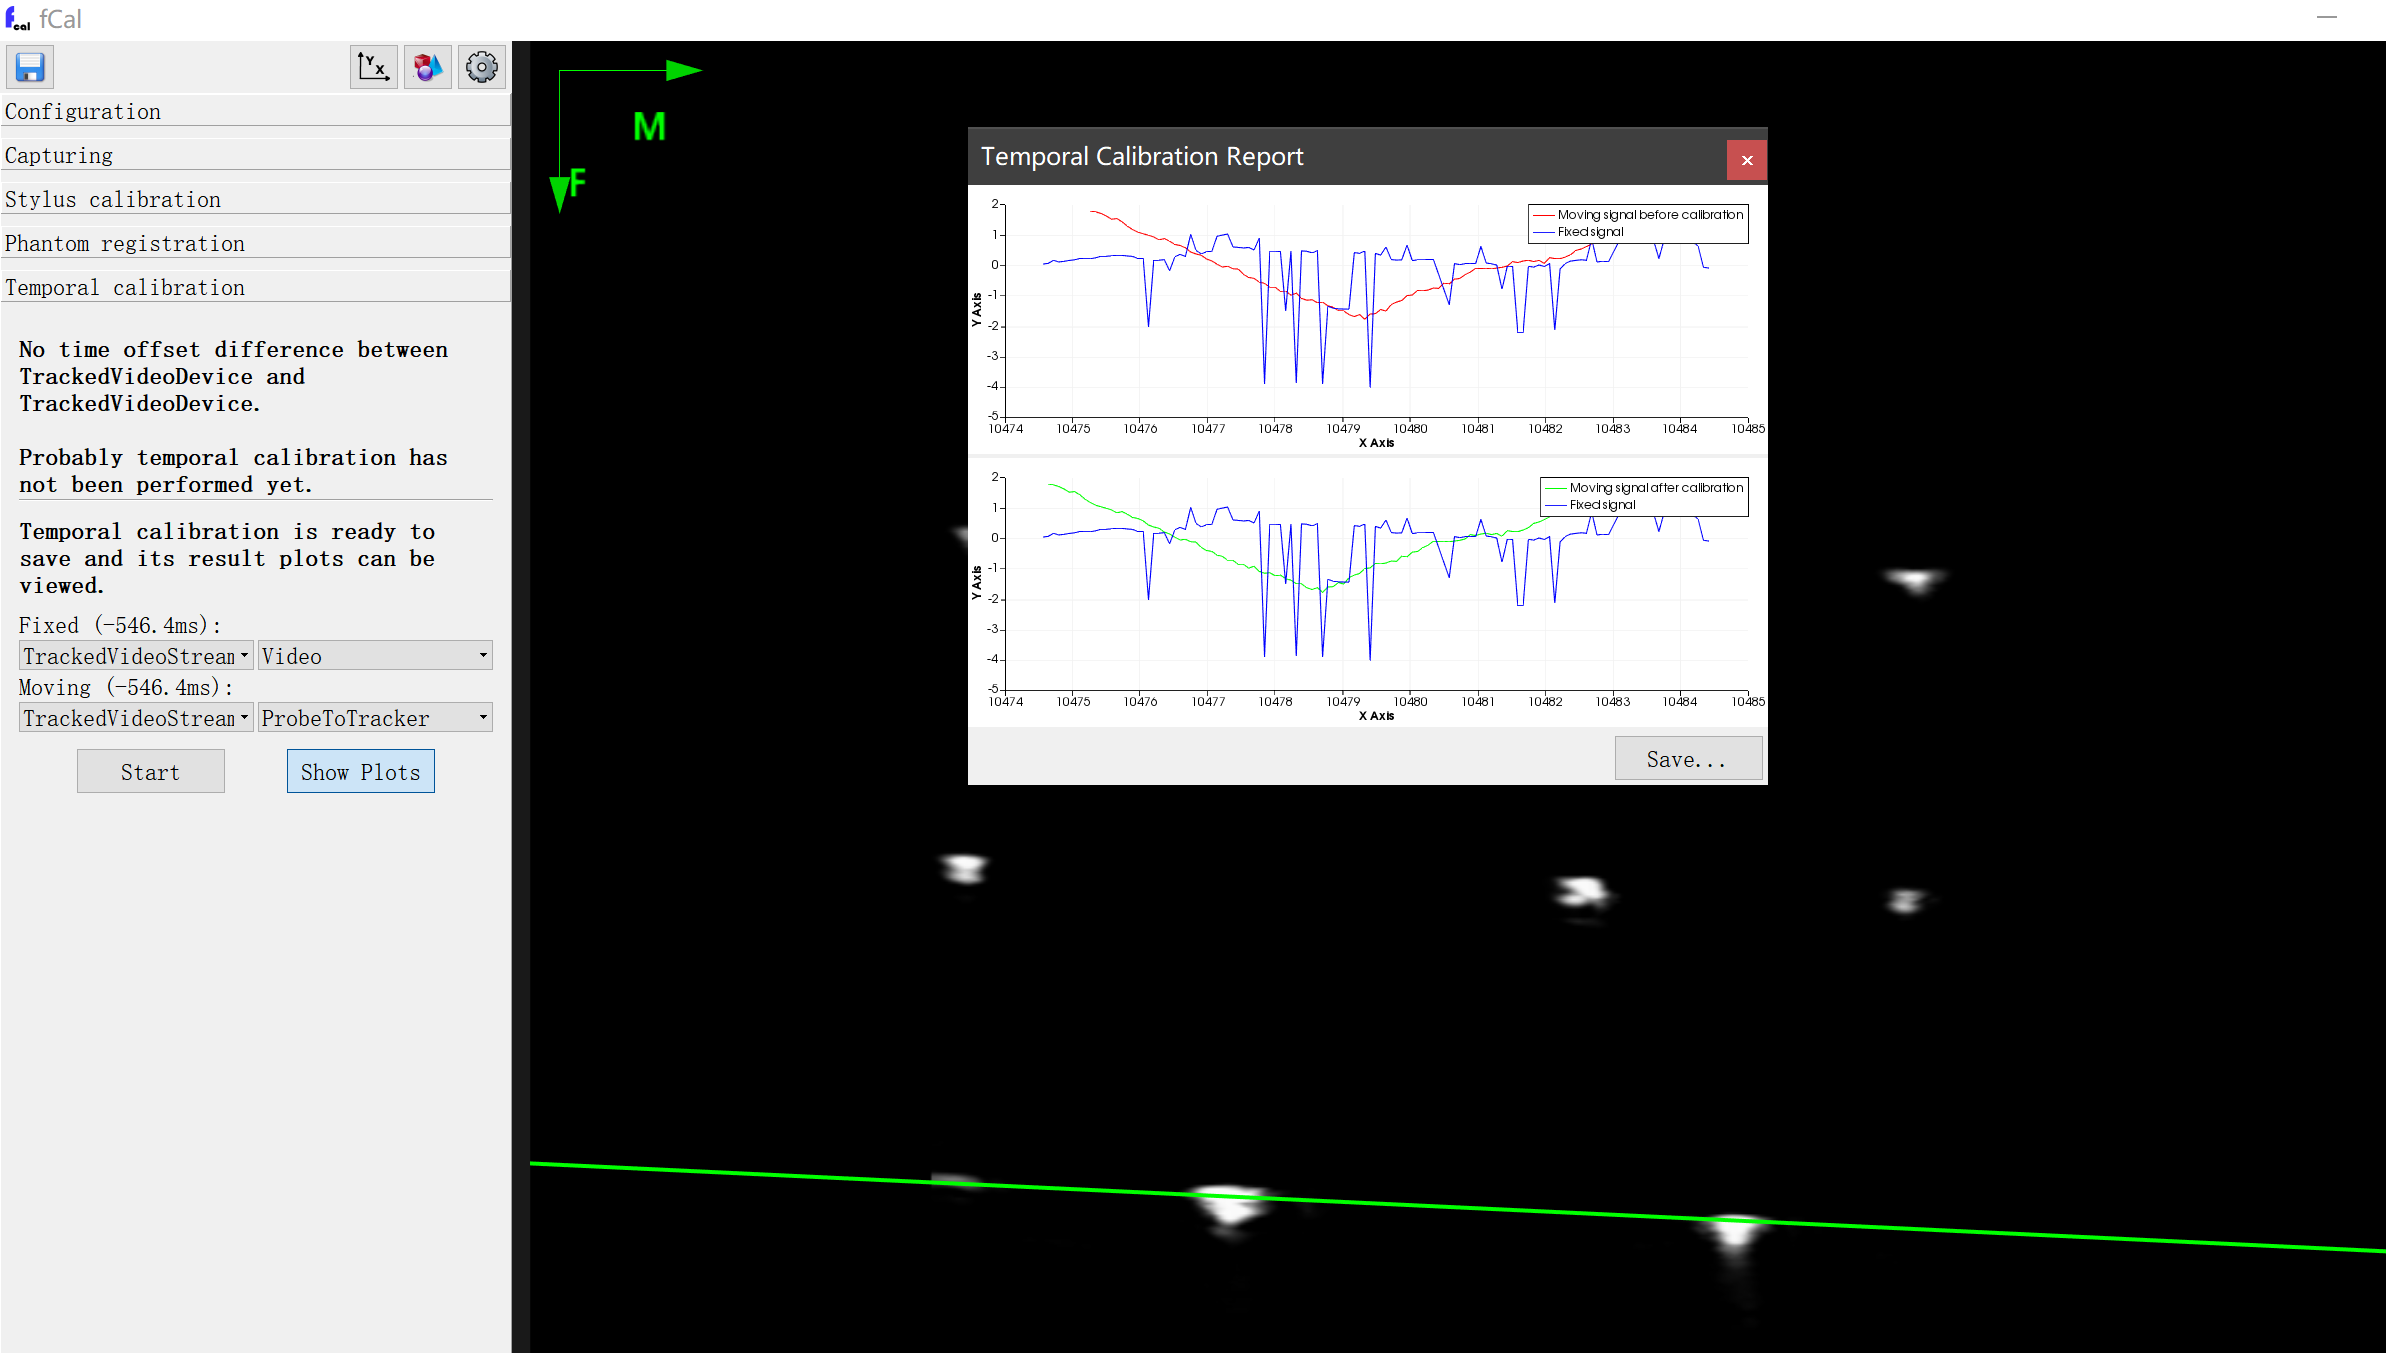 fcal fCal
Y X
Configuration
Capturing
Stylus calibration
Phantom registration
Temporal calibration
No time offset difference between
TrackedVideoDevice and
TrackedVideoDevice.
Probably temporal calibration has
not been performed yet.
Temporal calibration is ready to
save and its result plots can be
viewed.
Fixed (-546.4ms):
TrackedVideoStream Video
Moving (-546.4ms):
TrackedVideoStream ProbeToTracker
Start Show Plots
M
F
Temporal Calibration Report
Moving signal before calibration
Fixed signal
2
1
0
-1
-2
-3
-4
-5
Y Axis
10474 10475 10476 10477 10478 10479 10480 10481 10482 10483 10484 10485
X Axis
Moving signal after calibration
Fixed signal
2
1
0
-1
-2
-3
-4
-5
Y Axis
10474 10475 10476 10477 10478 10479 10480 10481 10482 10483 10484 10485
X Axis
Save...